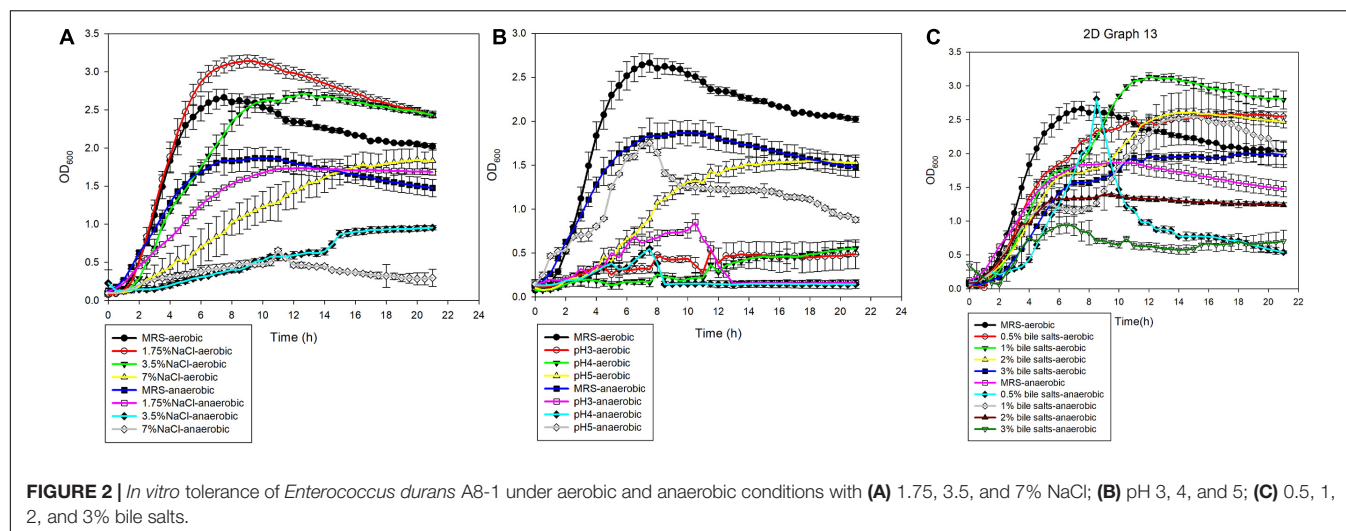 A
3.5
3.0
2.5
2.0
1.5
1.0
0.5
0.0
OD600
0 2 4 6 8 10 12 14 16 18 20 22 24
Time (h)
MRS-aerobic
1.75%NaCl-aerobic
3.5%NaCl-aerobic
7%NaCl-aerobic
MRS-anaerobic
1.75%NaCl-anaerobic
3.5%NaCl-anaerobic
7%NaCl-anaerobic
B
3.0
2.5
2.0
1.5
1.0
0.5
0.0
OD600
0 2 4 6 8 10 12 14 16 18 20 22 24
Time (h)
MRS-aerobic
pH3-aerobic
pH4-aerobic
pH5-aerobic
MRS-anaerobic
pH3-anaerobic
pH4-anaerobic
pH5-anaerobic
C
2D Graph 13
3.5
3.0
2.5
2.0
1.5
1.0
0.5
0.0
OD600
0 2 4 6 8 10 12 14 16 18 20 22
Time(h)
MRS-aerobic
0.5% bile salts-aerobic
1% bile salts-aerobic
2% bile salts-aerobic
3% bile salts-aerobic
MRS-anaerobic
0.5% bile salts-anaerobic
1% bile salts-anaerobic
2% bile salts-anaerobic
3% bile salts-anaerobic
FIGURE 2 | In vitro tolerance of Enterococcus durans A8-1 under aerobic and anaerobic conditions with (A) 1.75, 3.5, and 7% NaCl; (B) pH 3, 4, and 5; (C) 0.5, 1,
2, and 3% bile salts.